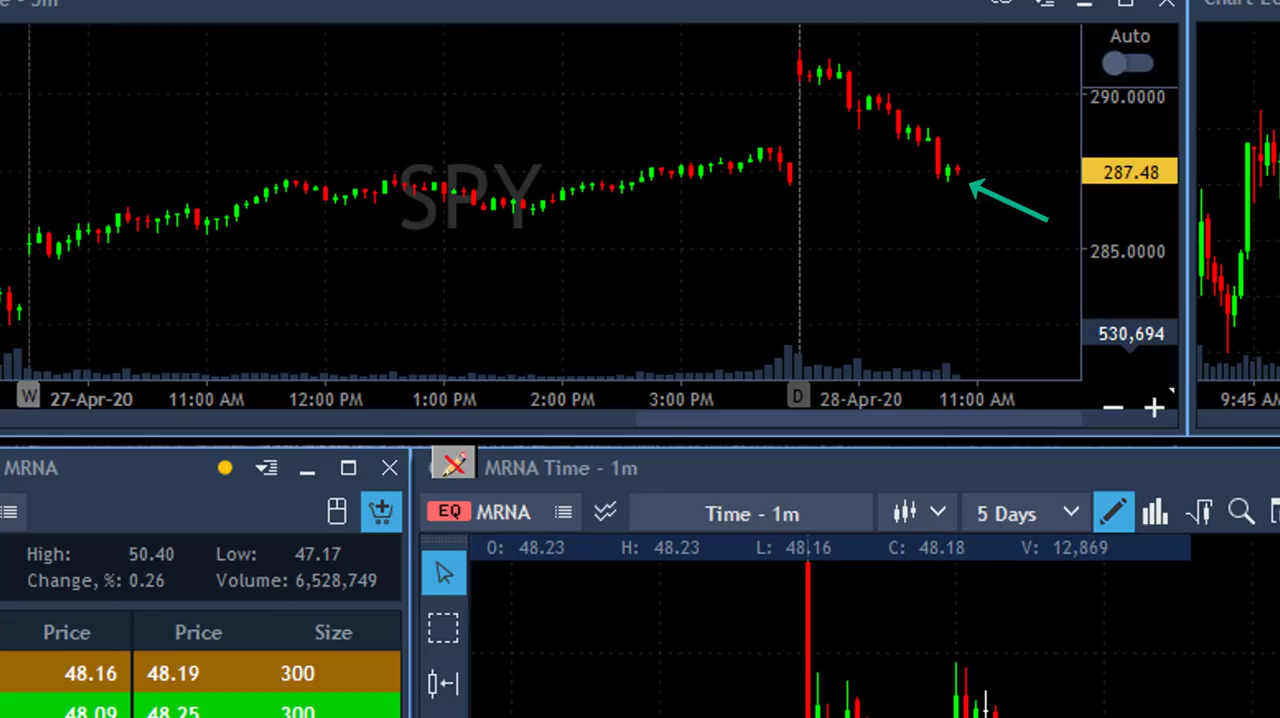 Auto
290.0000
287.48
SPY
285.0000
530,694
W 27-Apr-20 11:00 AM 12:00 PM 1:00 PM 2:00 PM 3:00 PM D 28-Apr-20 11:00 AM
9:45 AM
MRNA
MRNA Time - 1m
EQ MRNA Time - 1m 5 Days
O: 48.23 H: 48.23 L: 48.16 C: 48.18 V: 12,869
High: 50.40 Low: 47.17
Change, %: 0.26 Volume: 6,528,749
Price Price Size
48.16 48.19 300
48.09 48.25 300